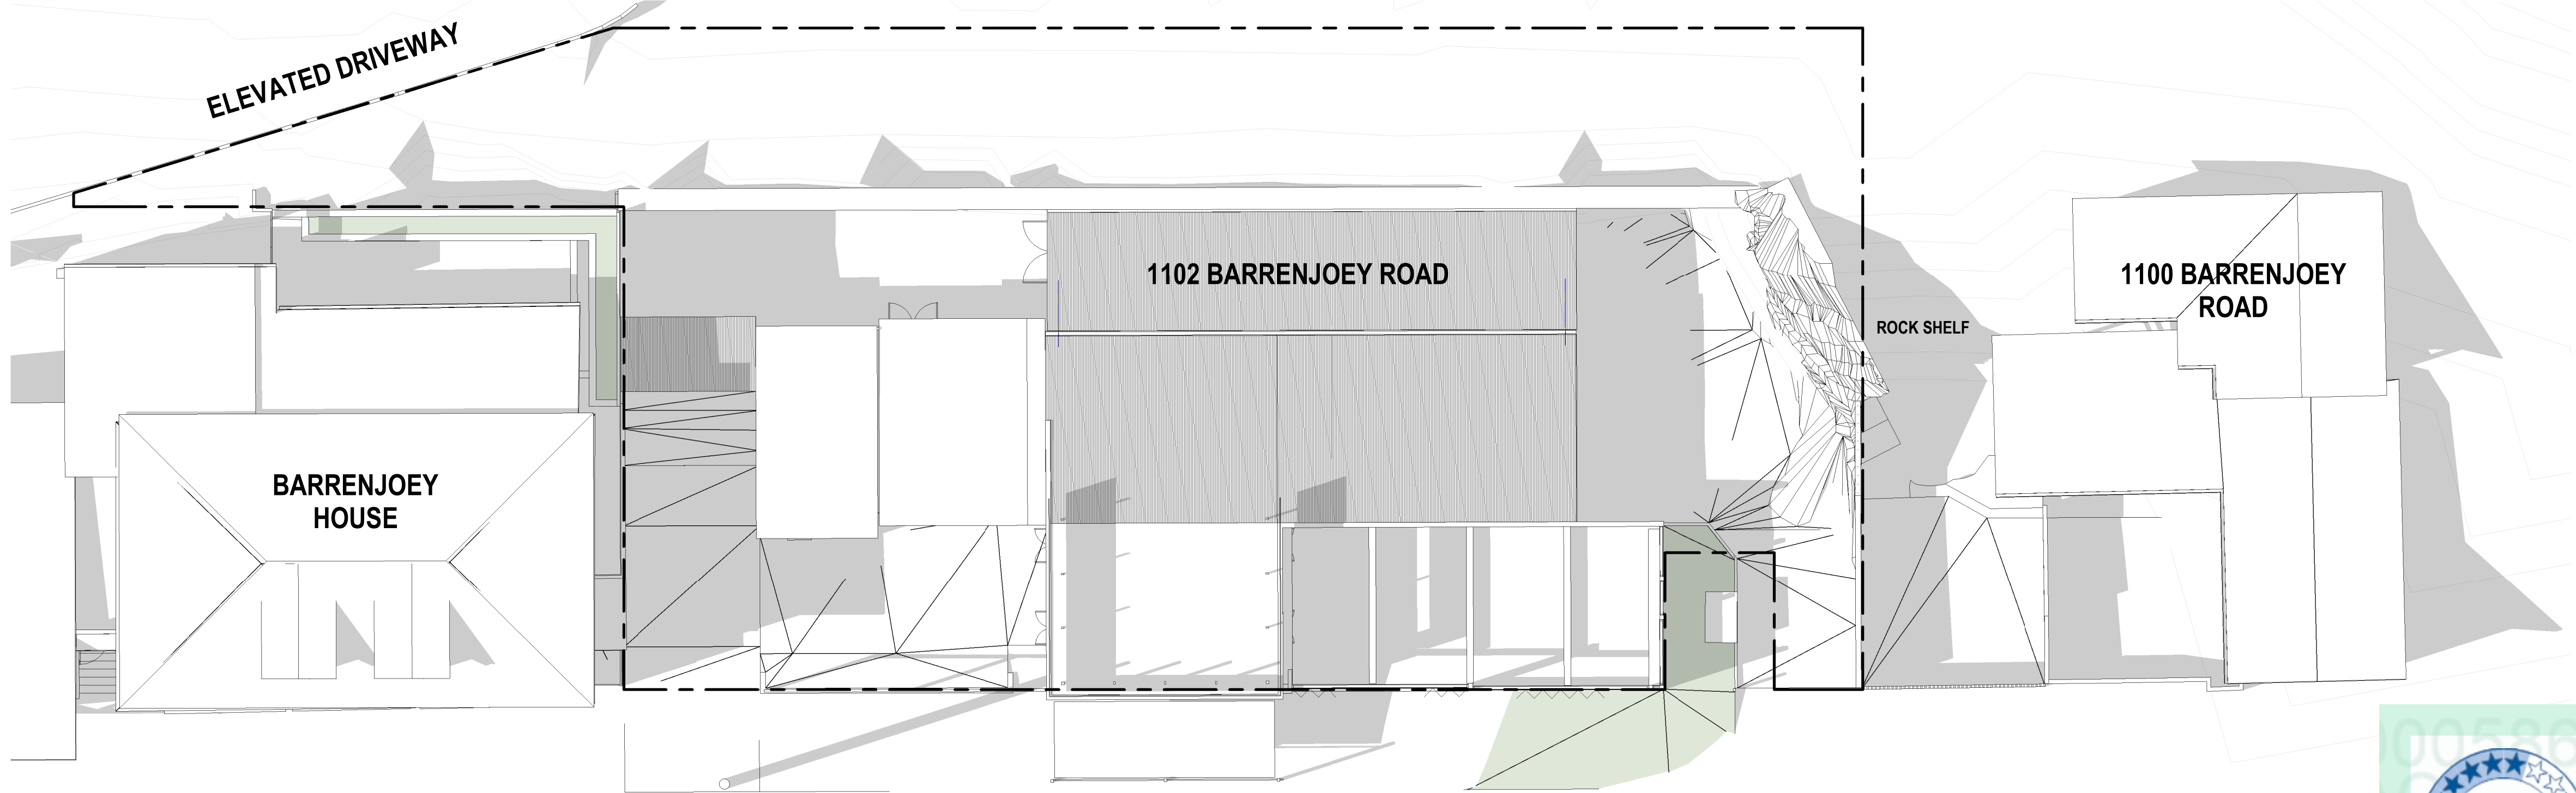 ELEVATED DRIVEWAY
1102 BARRENJOEY ROAD
1100 BARRENJOEY
ROAD
ROCK SHELF
BARRENJOEY
HOUSE